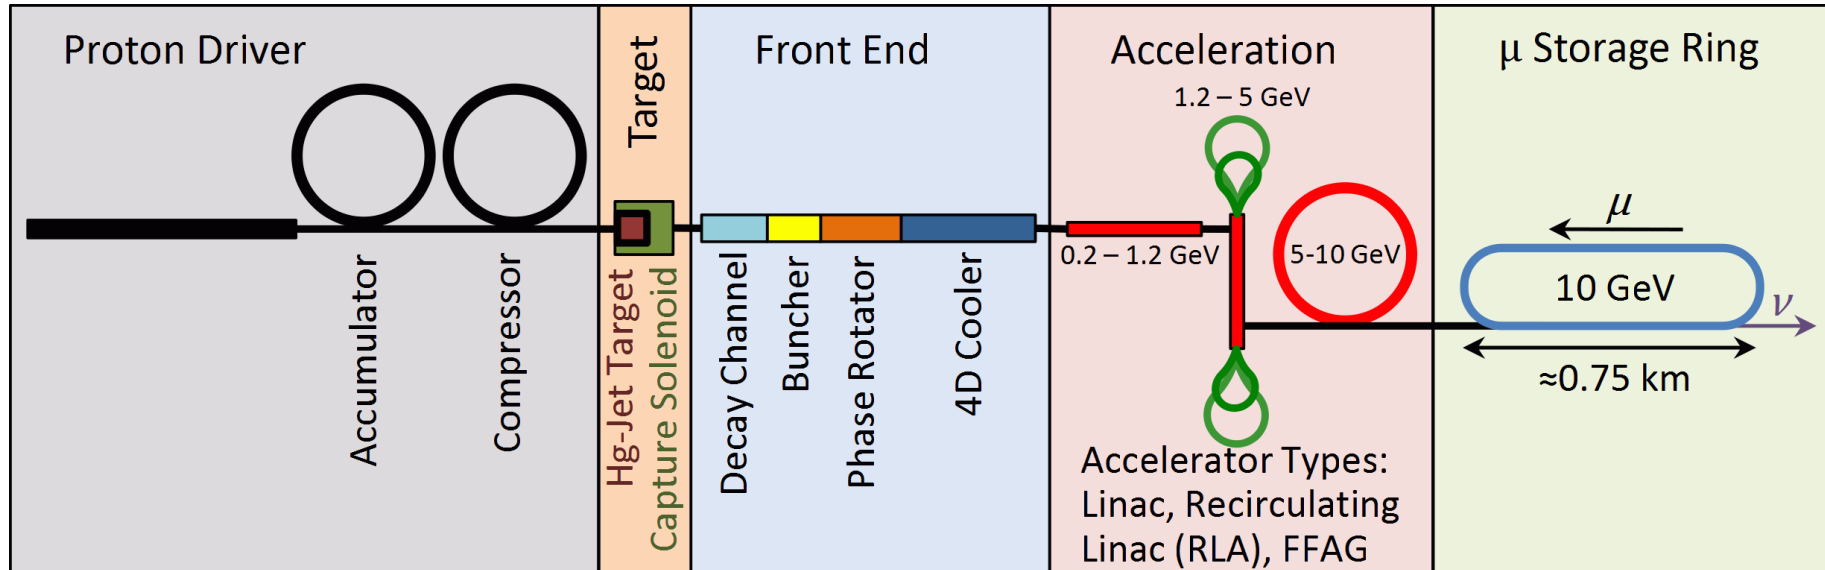 Proton Driver
Accumulator
Compressor
Target
Hg-Jet Target
Capture Solenoid
Front End
Decay Channel
Buncher
Phase Rotator
4D Cooler
Acceleration
1.2 – 5 GeV
0.2 – 1.2 GeV
5-10 GeV
Accelerator Types:
Linac, Recirculating
Linac (RLA), FFAG
μ Storage Ring
μ
10 GeV
ν
≈0.75 km